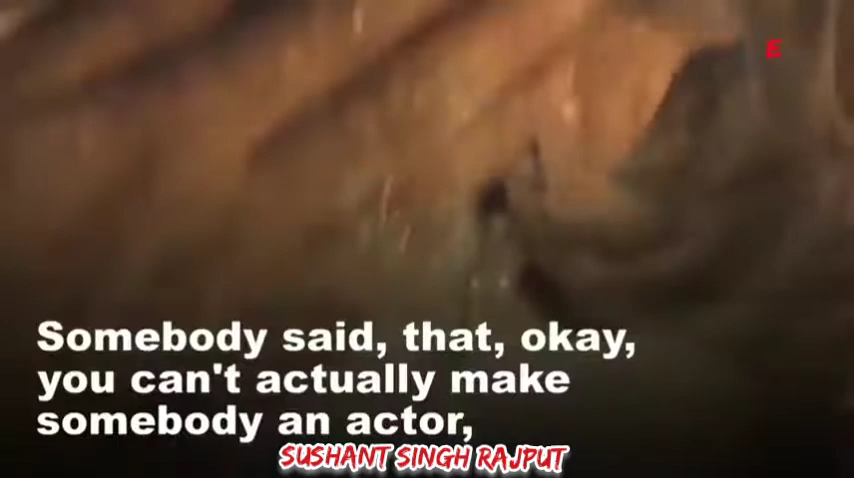 E
Somebody said, that, okay,
you can't actually make
somebody an actor,
SUSHANT SINGH RAJPUT